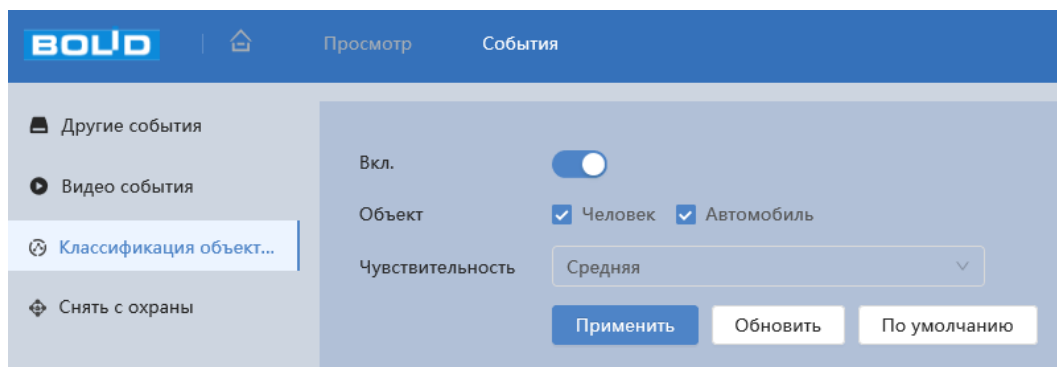 BOLID Просмотр События
Другие события
Видео события
Классификация объект...
Снять с охраны
Вкл.
Объект Человек Автомобиль
Чувствительность Средняя
Применить Обновить По умолчанию